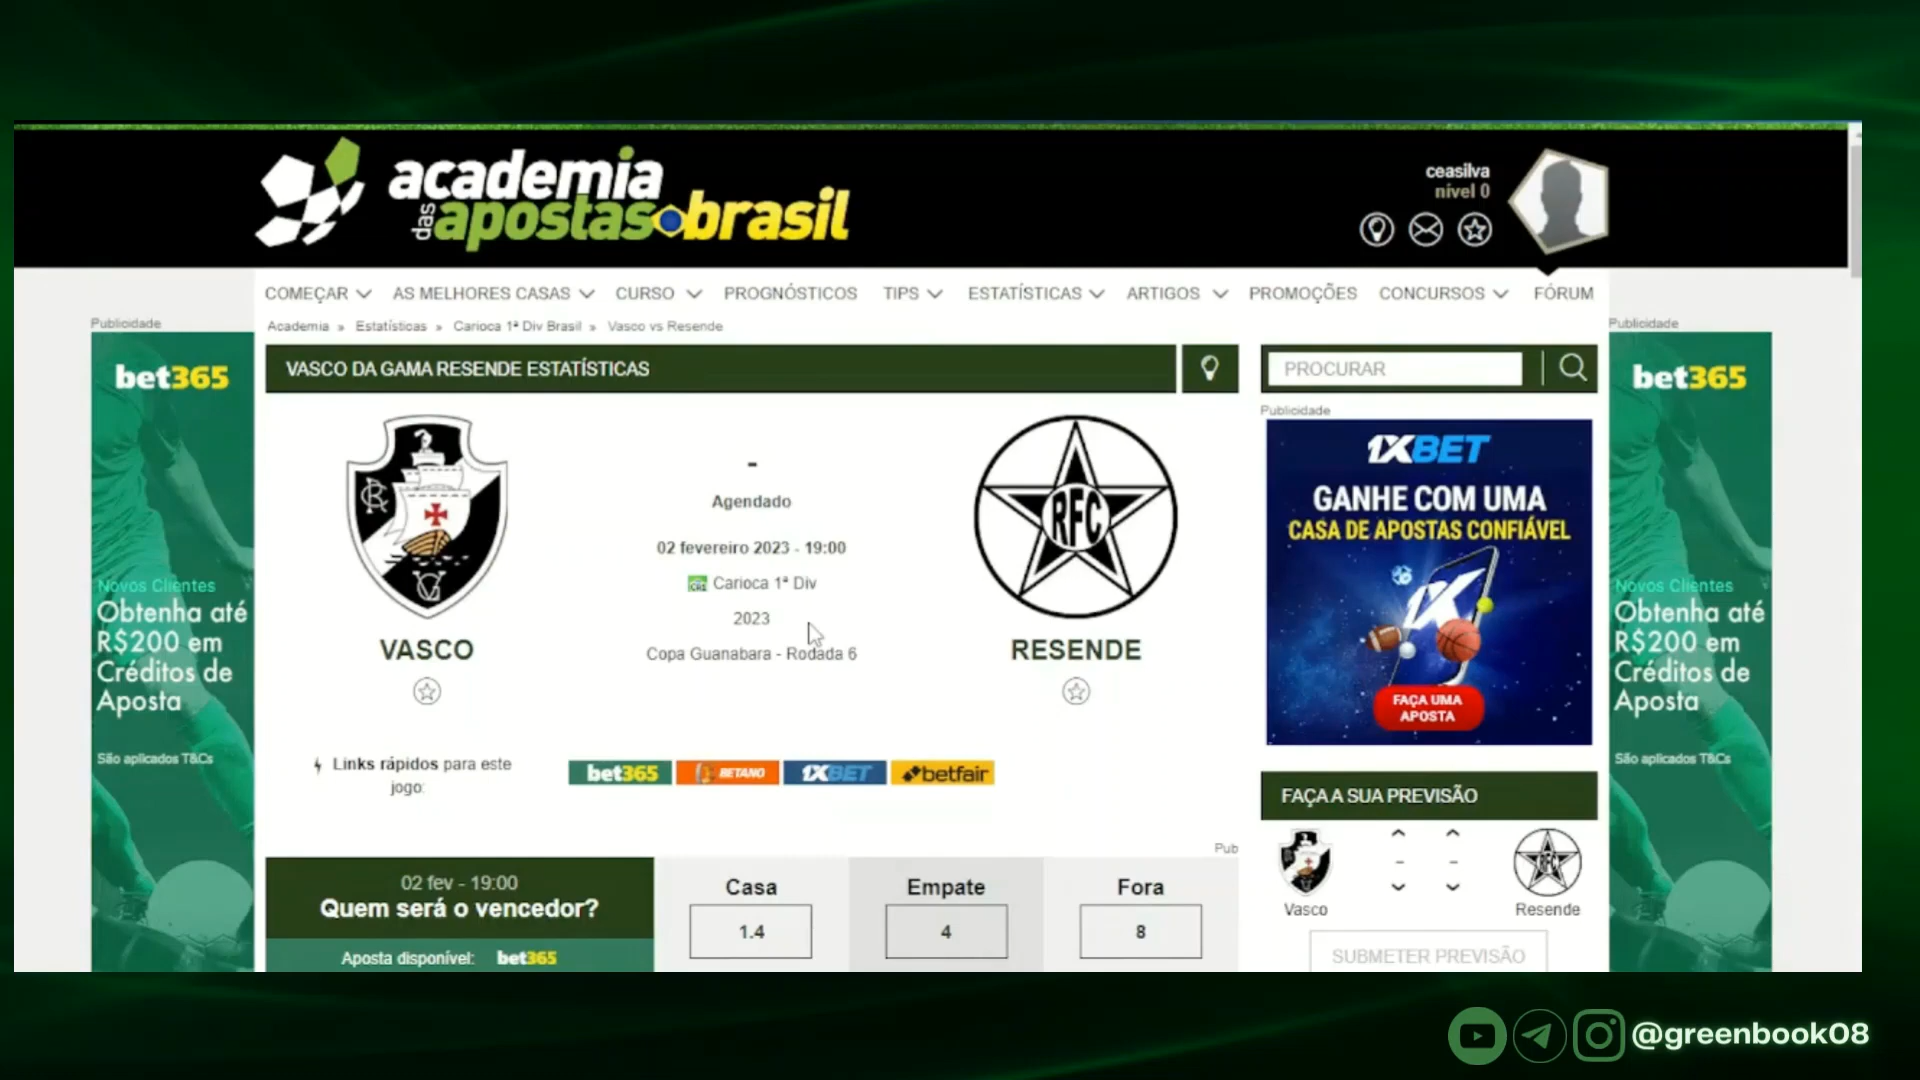 academia
das apostas brasil
ceasilva
nível 0
COMEÇAR
AS MELHORES CASAS
CURSO
PROGNÓSTICOS
TIPS
ESTATÍSTICAS
ARTIGOS
PROMOÇÕES
CONCURSOS
FÓRUM
Academia » Estatísticas » Carioca 1ª Div Brasil » Vasco vs Resende
Publicidade
bet365
Novos Clientes
Obtenha até
R$200 em
Créditos de
Aposta
São aplicados T&Cs
VASCO DA GAMA RESENDE ESTATÍSTICAS
VASCO
-
Agendado
02 fevereiro 2023 - 19:00
Carioca 1ª Div
2023
Copa Guanabara - Rodada 6
RFC
RESENDE
Links rápidos para este
jogo:
bet365
BETANO
1XBET
betfair
Pub
02 fev - 19:00
Quem será o vencedor?
Aposta disponível: bet365
Casa
1.4
Empate
4
Fora
8
PROCURAR
Publicidade
1XBET
GANHE COM UMA
CASA DE APOSTAS CONFIÁVEL
FAÇA UMA
APOSTA
FAÇA A SUA PREVISÃO
- -
Vasco
RFC
Resende
SUBMETER PREVISÃO
Publicidade
bet365
Novos Clientes
Obtenha até
R$200 em
Créditos de
Aposta
São aplicados T&Cs
@greenbook08